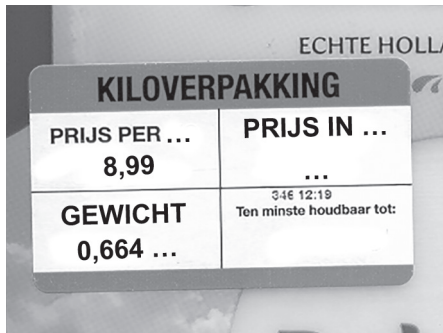 ECHTE HOLLA
KILOVERPAKKING
PRIJS PER ...
8,99
PRIJS IN ...
...
GEWICHT
0,664 ...
346 12:19
Ten minste houdbaar tot: